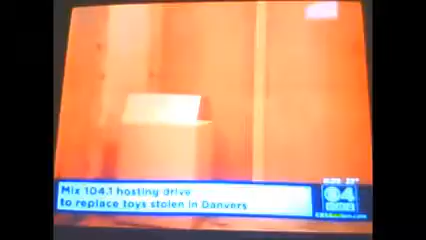 Mix 104.1 hosting drive
to replace toys stolen in Danvers
4